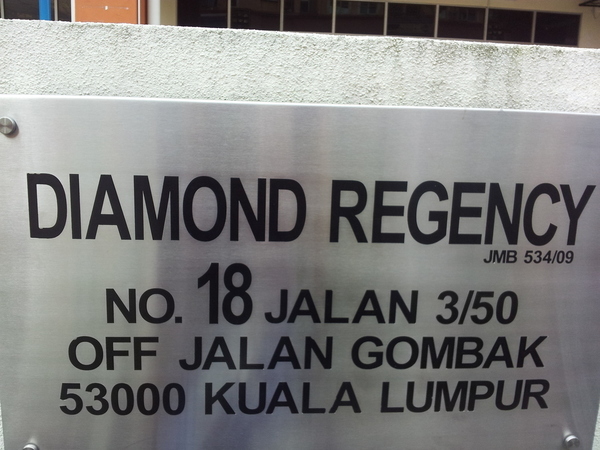 DIAMOND REGENCY
JMB 534/09
NO. 18 JALAN 3/50
OFF JALAN GOMBAK
53000 KUALA LUMPUR